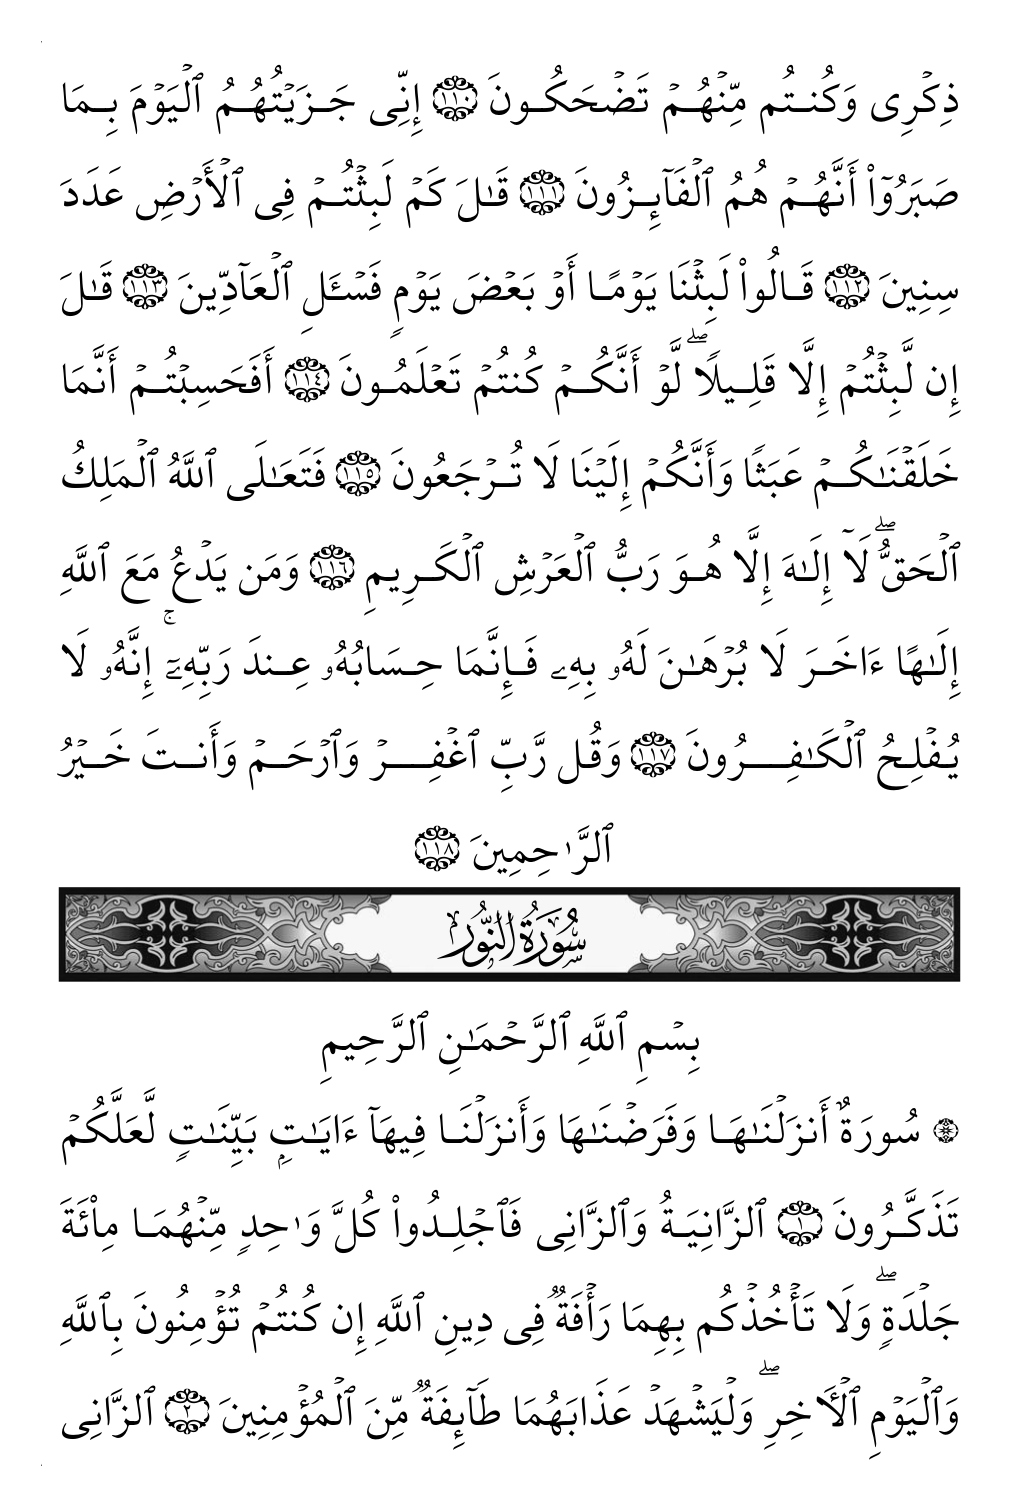 ذِكۡرِى وَكُنتُم مِّنۡهُمۡ تَضۡحَكُونَ ١١٠ إِنِّى جَزَيۡتُهُمُ ٱلۡيَوۡمَ بِمَا
صَبَرُوٓاْ أَنَّهُمۡ هُمُ ٱلۡفَآئِزُونَ ١١١ قَـٰلَ كَمۡ لَبِثۡتُمۡ فِى ٱلۡأَرۡضِ عَدَدَ
سِنِينَ ١١٢ قَالُواْ لَبِثۡنَا يَوۡمًا أَوۡ بَعۡضَ يَوۡمٍ فَسۡـَٔلِ ٱلۡعَآدِّينَ ١١٣ قَـٰلَ
إِن لَّبِثۡتُمۡ إِلَّا قَلِيلًاۖ لَّوۡ أَنَّكُمۡ كُنتُمۡ تَعۡلَمُونَ ١١٤ أَفَحَسِبۡتُمۡ أَنَّمَا
خَلَقۡنَـٰكُمۡ عَبَثًا وَأَنَّكُمۡ إِلَيۡنَا لَا تُرۡجَعُونَ ١١٥ فَتَعَـٰلَى ٱللَّهُ ٱلۡمَلِكُ
ٱلۡحَقُّۖ لَآ إِلَـٰهَ إِلَّا هُوَ رَبُّ ٱلۡعَرۡشِ ٱلۡكَرِيمِ ١١٦ وَمَن يَدۡعُ مَعَ ٱللَّهِ
إِلَـٰهًا ءَاخَرَ لَا بُرۡهَـٰنَ لَهُۥ بِهِۦ فَإِنَّمَا حِسَابُهُۥ عِندَ رَبِّهِۦٓۚ إِنَّهُۥ لَا
يُفۡلِحُ ٱلۡكَـٰفِرُونَ ١١٧ وَقُل رَّبِّ ٱغۡفِرۡ وَٱرۡحَمۡ وَأَنتَ خَيۡرُ
ٱلرَّٰحِمِينَ ١١٨
سُورَةُ النُّورِ
بِسۡمِ ٱللَّهِ ٱلرَّحۡمَـٰنِ ٱلرَّحِيمِ
۞ سُورَةٌ أَنزَلۡنَـٰهَا وَفَرَضۡنَـٰهَا وَأَنزَلۡنَا فِيهَآ ءَايَـٰتِۭ بَيِّنَـٰتٍ لَّعَلَّكُمۡ
تَذَكَّرُونَ ١ ٱلزَّانِيَةُ وَٱلزَّانِى فَٱجۡلِدُواْ كُلَّ وَٰحِدٍ مِّنۡهُمَا مِاْئَةَ
جَلۡدَةٍۖ وَلَا تَأۡخُذۡكُم بِهِمَا رَأۡفَةٌ فِى دِينِ ٱللَّهِ إِن كُنتُمۡ تُؤۡمِنُونَ بِٱللَّهِ
وَٱلۡيَوۡمِ ٱلۡأَخِرِۖ وَلۡيَشۡهَدۡ عَذَابَهُمَا طَآئِفَةٌ مِّنَ ٱلۡمُؤۡمِنِينَ ٢ ٱلزَّانِى